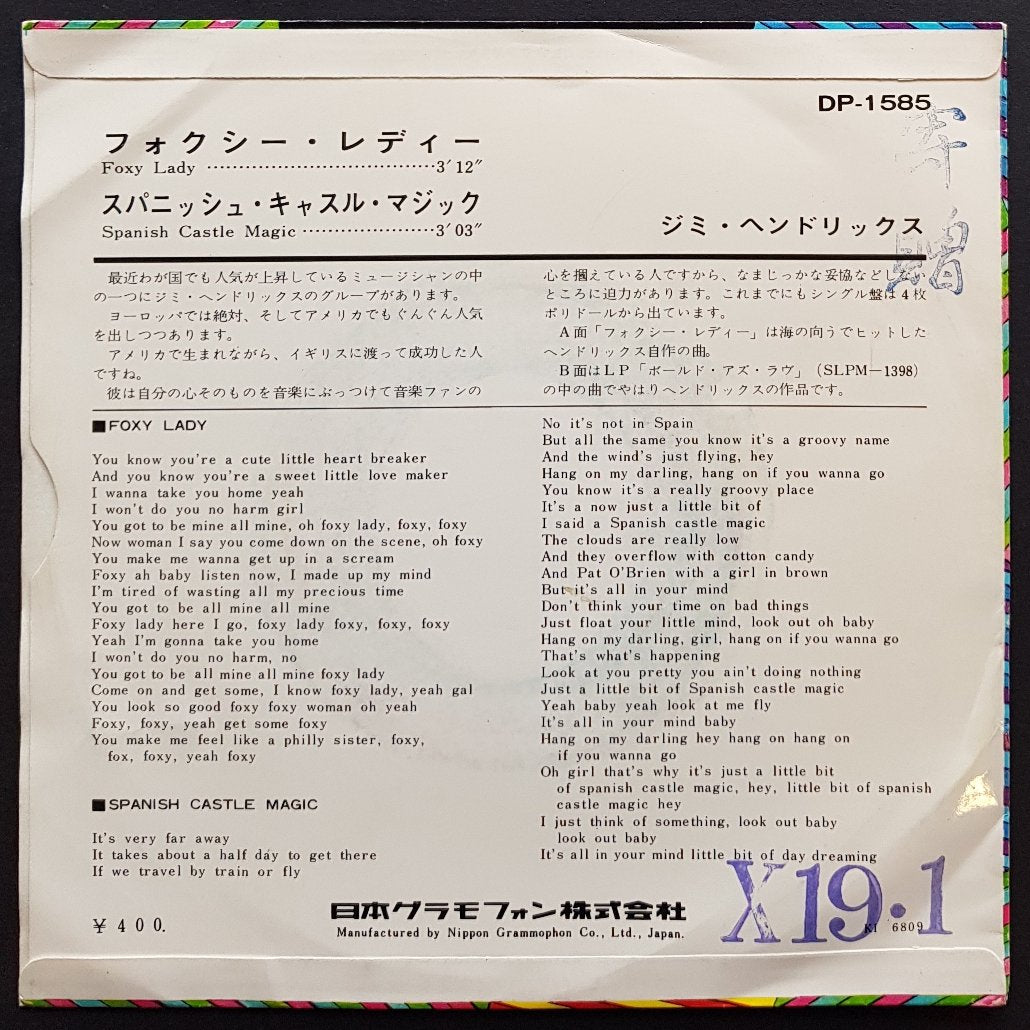 DP-1585
フォクシー・レディー
Foxy Lady ……………………………3′12″
スパニッシュ・キャスル・マジック
Spanish Castle Magic …………………3′03″
ジミ・ヘンドリックス
寄贈
最近わが国でも人気が上昇しているミュージシャンの中
の一つにジミ・ヘンドリックスのグループがあります。
ヨーロッパでは絶対、そしてアメリカでもぐんぐん人気
を出しつつあります。
アメリカで生まれながら、イギリスに渡って成功した人
ですね。
彼は自分の心そのものを音楽にぶっつけて音楽ファンの
心を摑えている人ですから、なまじっかな妥協などしない
ところに迫力があります。これまでにもシングル盤は4枚
ポリドールから出ています。
A面「フォクシー・レディー」は海の向うでヒットした
ヘンドリックス自作の曲。
B面はLP「ボールド・アズ・ラヴ」(SLPM-1398)
の中の曲でやはりヘンドリックスの作品です。
■FOXY LADY
You know you're a cute little heart breaker
And you know you're a sweet little love maker
I wanna take you home yeah
I won't do you no harm girl
You got to be mine all mine, oh foxy lady, foxy, foxy
Now woman I say you come down on the scene, oh foxy
You make me wanna get up in a scream
Foxy ah baby listen now, I made up my mind
I'm tired of wasting all my precious time
You got to be all mine all mine
Foxy lady here I go, foxy lady foxy, foxy, foxy
Yeah I'm gonna take you home
I won't do you no harm, no
You got to be all mine all mine foxy lady
Come on and get some, I know foxy lady, yeah gal
You look so good foxy foxy woman oh yeah
Foxy, foxy, yeah get some foxy
You make me feel like a philly sister, foxy,
fox, foxy, yeah foxy
■SPANISH CASTLE MAGIC
It's very far away
It takes about a half day to get there
If we travel by train or fly
No it's not in Spain
But all the same you know it's a groovy name
And the wind's just flying, hey
Hang on my darling, hang on if you wanna go
You know it's a really groovy place
It's a now just a little bit of
I said a Spanish castle magic
The clouds are really low
And they overflow with cotton candy
And Pat O'Brien with a girl in brown
But it's all in your mind
Don't think your time on bad things
Just float your little mind, look out oh baby
Hang on my darling, girl, hang on if you wanna go
That's what's happening
Look at you pretty you ain't doing nothing
Just a little bit of Spanish castle magic
Yeah baby yeah look at me fly
It's all in your mind baby
Hang on my darling hey hang on hang on
if you wanna go
Oh girl that's why it's just a little bit
of spanish castle magic, hey, little bit of spanish
castle magic hey
I just think of something, look out baby
look out baby
It's all in your mind little bit of day dreaming
¥400.
日本グラモフォン株式会社
Manufactured by Nippon Grammophon Co., Ltd., Japan.
X19・1
KI 6809